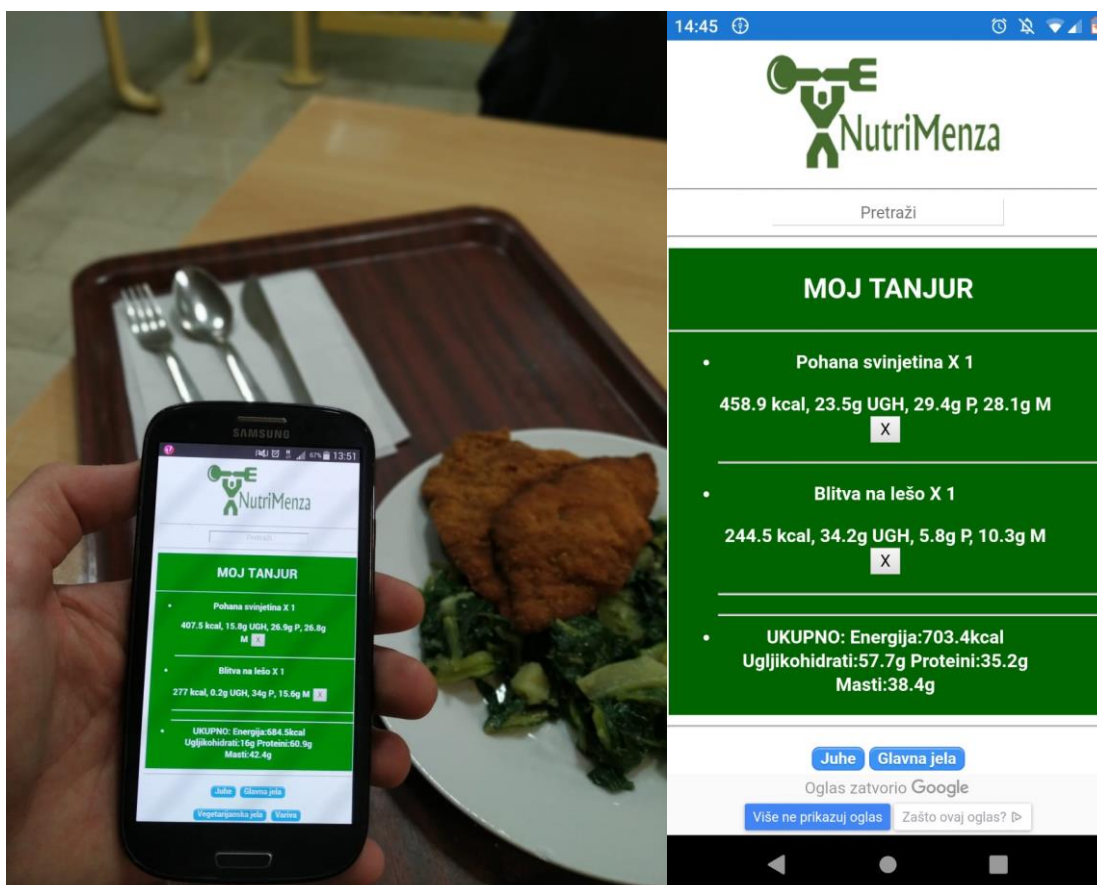 SAMSUNG
67% 13:51
NutriMenza
Pretraži
MOJ TANJUR
• Pohana svinjetina X 1
407.5 kcal, 15.8g UGH, 26.9g P, 26.8g
M X
• Blitva na lešo X 1
277 kcal, 0.2g UGH, 34g P, 15.6g M X
• UKUPNO: Energija:684.5kcal
Ugljikohidrati:16g Proteini:60.9g
Masti:42.4g
Juhe Glavna jela
Vegetarijanska jela Variva
14:45
NutriMenza
Pretraži
MOJ TANJUR
• Pohana svinjetina X 1
458.9 kcal, 23.5g UGH, 29.4g P, 28.1g M
X
• Blitva na lešo X 1
244.5 kcal, 34.2g UGH, 5.8g P, 10.3g M
X
• UKUPNO: Energija:703.4kcal
Ugljikohidrati:57.7g Proteini:35.2g
Masti:38.4g
Juhe Glavna jela
Oglas zatvorio Google
Više ne prikazuj oglas Zašto ovaj oglas?